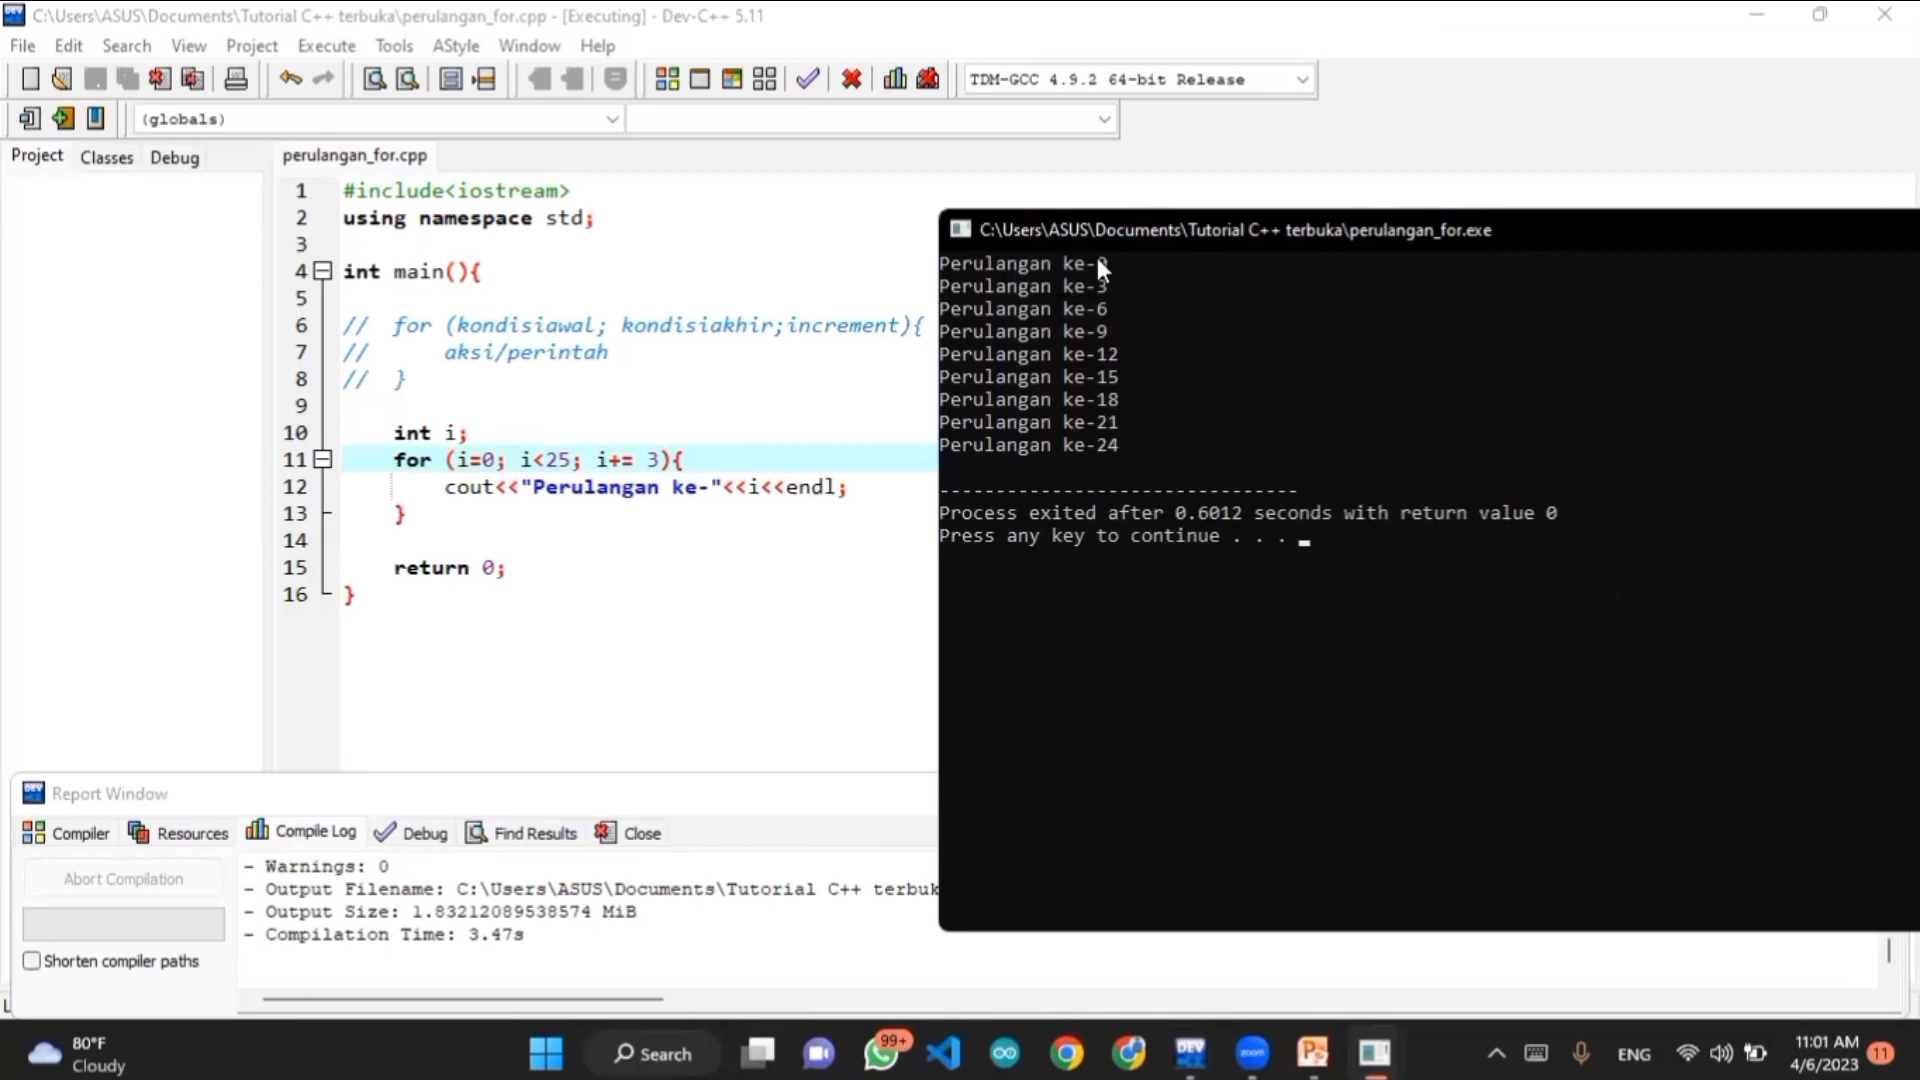 C:\Users\ASUS\Documents\Tutorial C++ terbuka\perulangan_for.cpp - [Executing] - Dev-C++ 5.11
File Edit Search View Project Execute Tools AStyle Window Help
TDM-GCC 4.9.2 64-bit Release
(globals)
Project Classes Debug
perulangan_for.cpp
1 #include<iostream>
2 using namespace std;
3
4 int main(){
5
6 // for (kondisiawal; kondisiakhir;increment){
7 // aksi/perintah
8 // }
9
10 int i;
11 for (i=0; i<25; i+= 3){
12 cout<<"Perulangan ke-"<<i<<endl;
13 }
14
15 return 0;
16 }
C:\Users\ASUS\Documents\Tutorial C++ terbuka\perulangan_for.exe
Perulangan ke-0
Perulangan ke-3
Perulangan ke-6
Perulangan ke-9
Perulangan ke-12
Perulangan ke-15
Perulangan ke-18
Perulangan ke-21
Perulangan ke-24
--------------------------------
Process exited after 0.6012 seconds with return value 0
Press any key to continue . . .
Report Window
Compiler Resources Compile Log Debug Find Results Close
Abort Compilation
Shorten compiler paths
- Warnings: 0
- Output Filename: C:\Users\ASUS\Documents\Tutorial C++ terbuk
- Output Size: 1.83212089538574 MiB
- Compilation Time: 3.47s
80°F
Cloudy
Search
99+
DEV
zoom
ENG
11:01 AM
4/6/2023
11